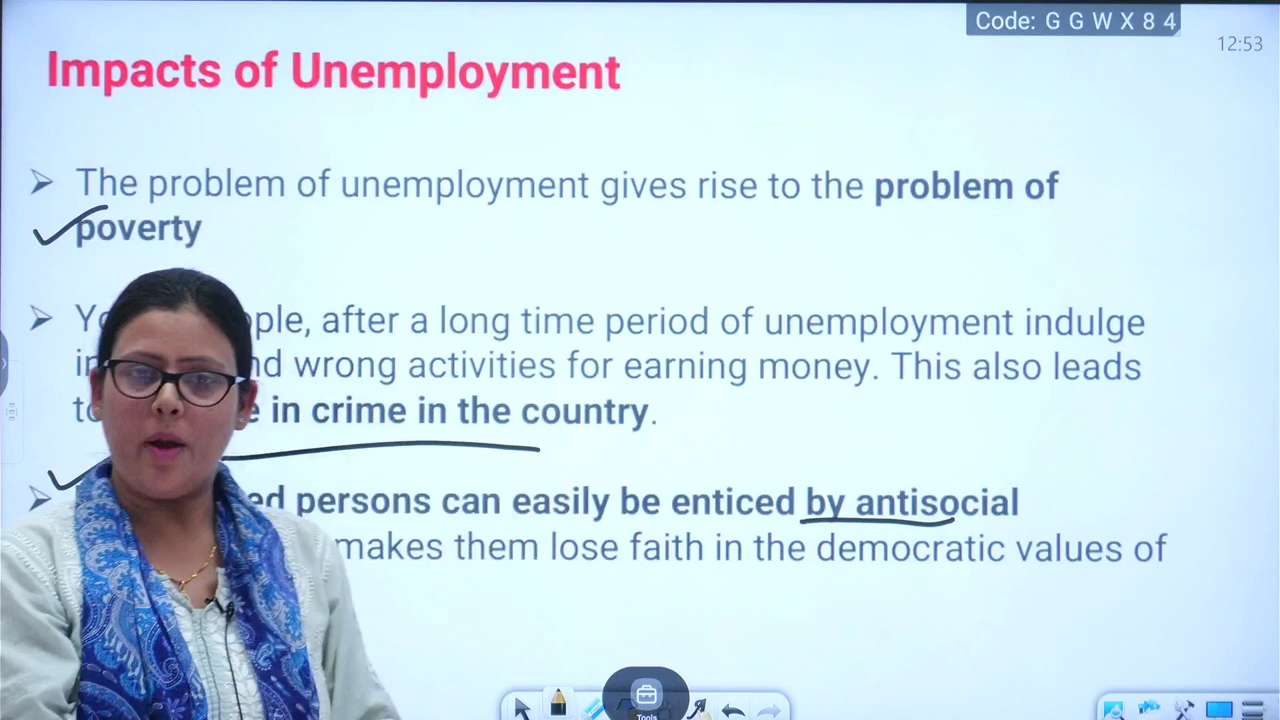 Code: G G W X 8 4
12:53
Impacts of Unemployment
The problem of unemployment gives rise to the problem of
poverty
after a long time period of unemployment indulge
wrong activities for earning money. This also leads
in crime in the country.
persons can easily be enticed by antisocial
makes them lose faith in the democratic values of
Tools